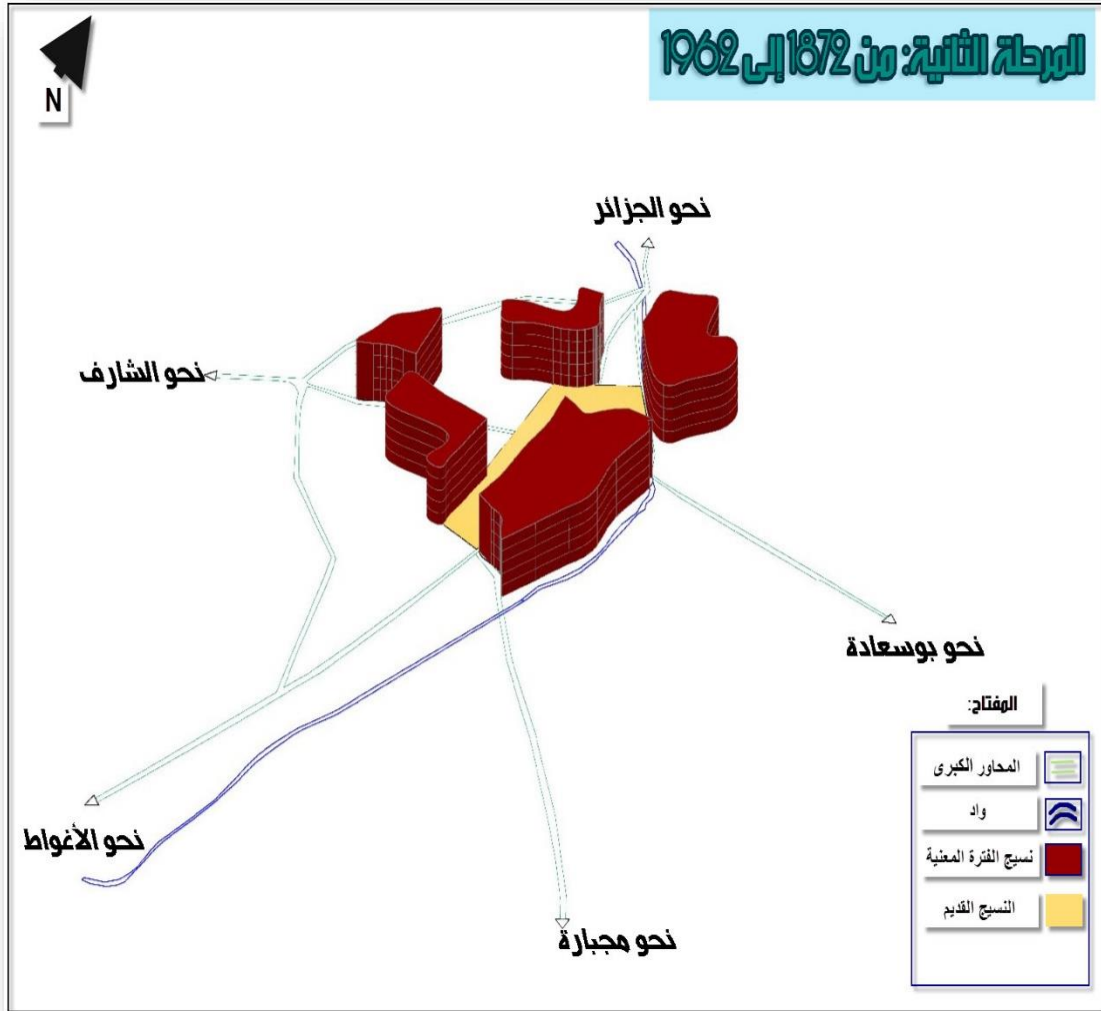 المرحلة الثانية: من 1872 إلى 1962
N
نحو الجزائر
نحو الشارف
نحو بوسعادة
نحو الأغواط
نحو مجبارة
المفتاح:
المحاور الكبرى
واد
نسيج الفترة المعنية
النسيج القديم